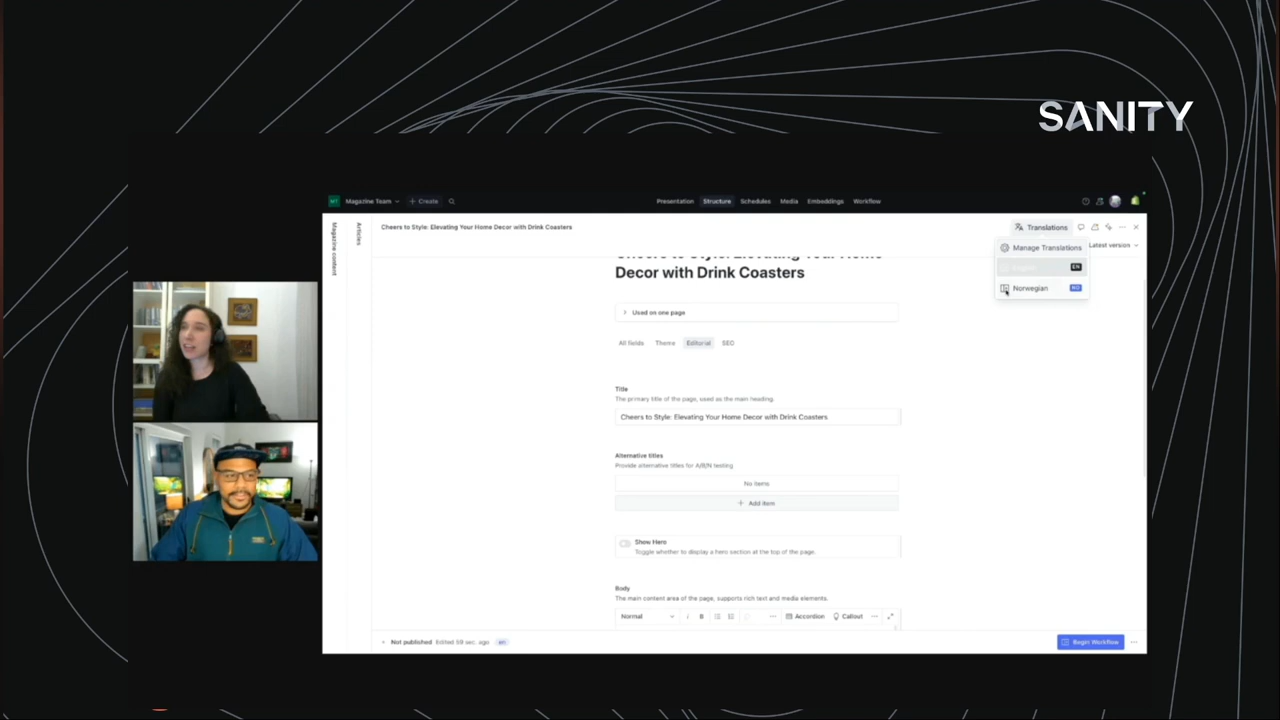 SANITY
MT Magazine Team + Create Presentation Structure Schedules Media Embeddings Workflow
Magazine content
Articles
Cheers to Style: Elevating Your Home Decor with Drink Coasters
Translations
Manage Translations
EN
Norwegian NO
Latest version
Decor with Drink Coasters
Used on one page
All fields Theme Editorial SEO
Title
The primary title of the page, used as the main heading.
Cheers to Style: Elevating Your Home Decor with Drink Coasters
Alternative titles
Provide alternative titles for A/B/N testing
No items
+ Add item
Show Hero
Toggle whether to display a hero section at the top of the page.
Body
The main content area of the page, supports rich text and media elements.
Normal i B Accordion Callout
Not published Edited 59 sec. ago en
Begin Workflow